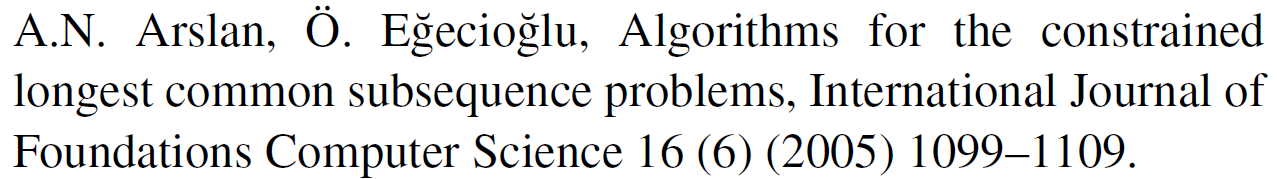 A.N. Arslan, Ö. Eğecioğlu, Algorithms for the constrained
longest common subsequence problems, International Journal of
Foundations Computer Science 16 (6) (2005) 1099–1109.